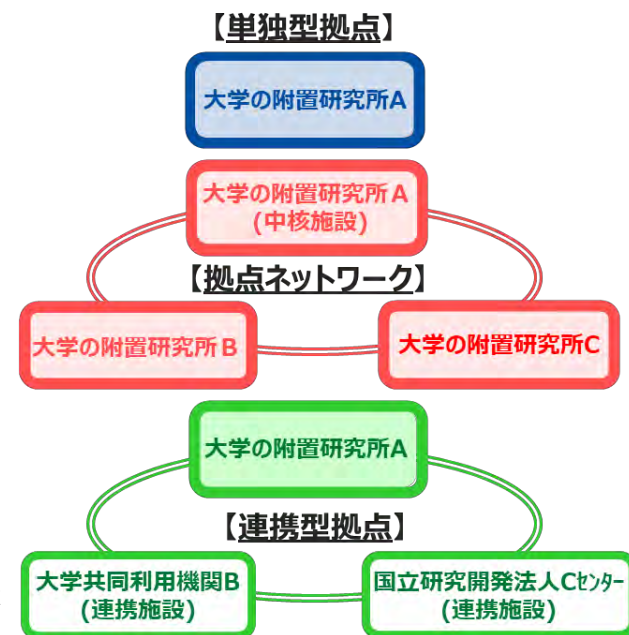 【単独型拠点】
大学の附置研究所A
大学の附置研究所A
(中核施設)
【拠点ネットワーク】
大学の附置研究所B
大学の附置研究所C
大学の附置研究所A
【連携型拠点】
大学共同利用機関B
(連携施設)
国立研究開発法人Cセンター
(連携施設)